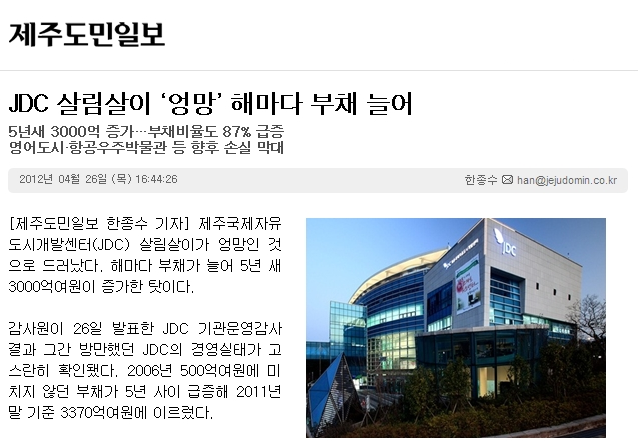 제주도민일보
JDC 살림살이 ‘엉망’ 해마다 부채 늘어
5년새 3000억 증가…부채비율도 87% 급증
영어도시·항공우주박물관 등 향후 손실 막대
2012년 04월 26일 (목) 16:44:26 한종수 han@jejudomin.co.kr
[제주도민일보 한종수 기자] 제주국제자유
도시개발센터(JDC) 살림살이가 엉망인 것
으로 드러났다. 해마다 부채가 늘어 5년 새
3000억여원이 증가한 탓이다.
감사원이 26일 발표한 JDC 기관운영감사
결과 그간 방만했던 JDC의 경영실태가 고
스란히 확인됐다. 2006년 500억여원에 미
치지 않던 부채가 5년 사이 급증해 2011년
말 기준 3370억여원에 이르렀다.
JDC